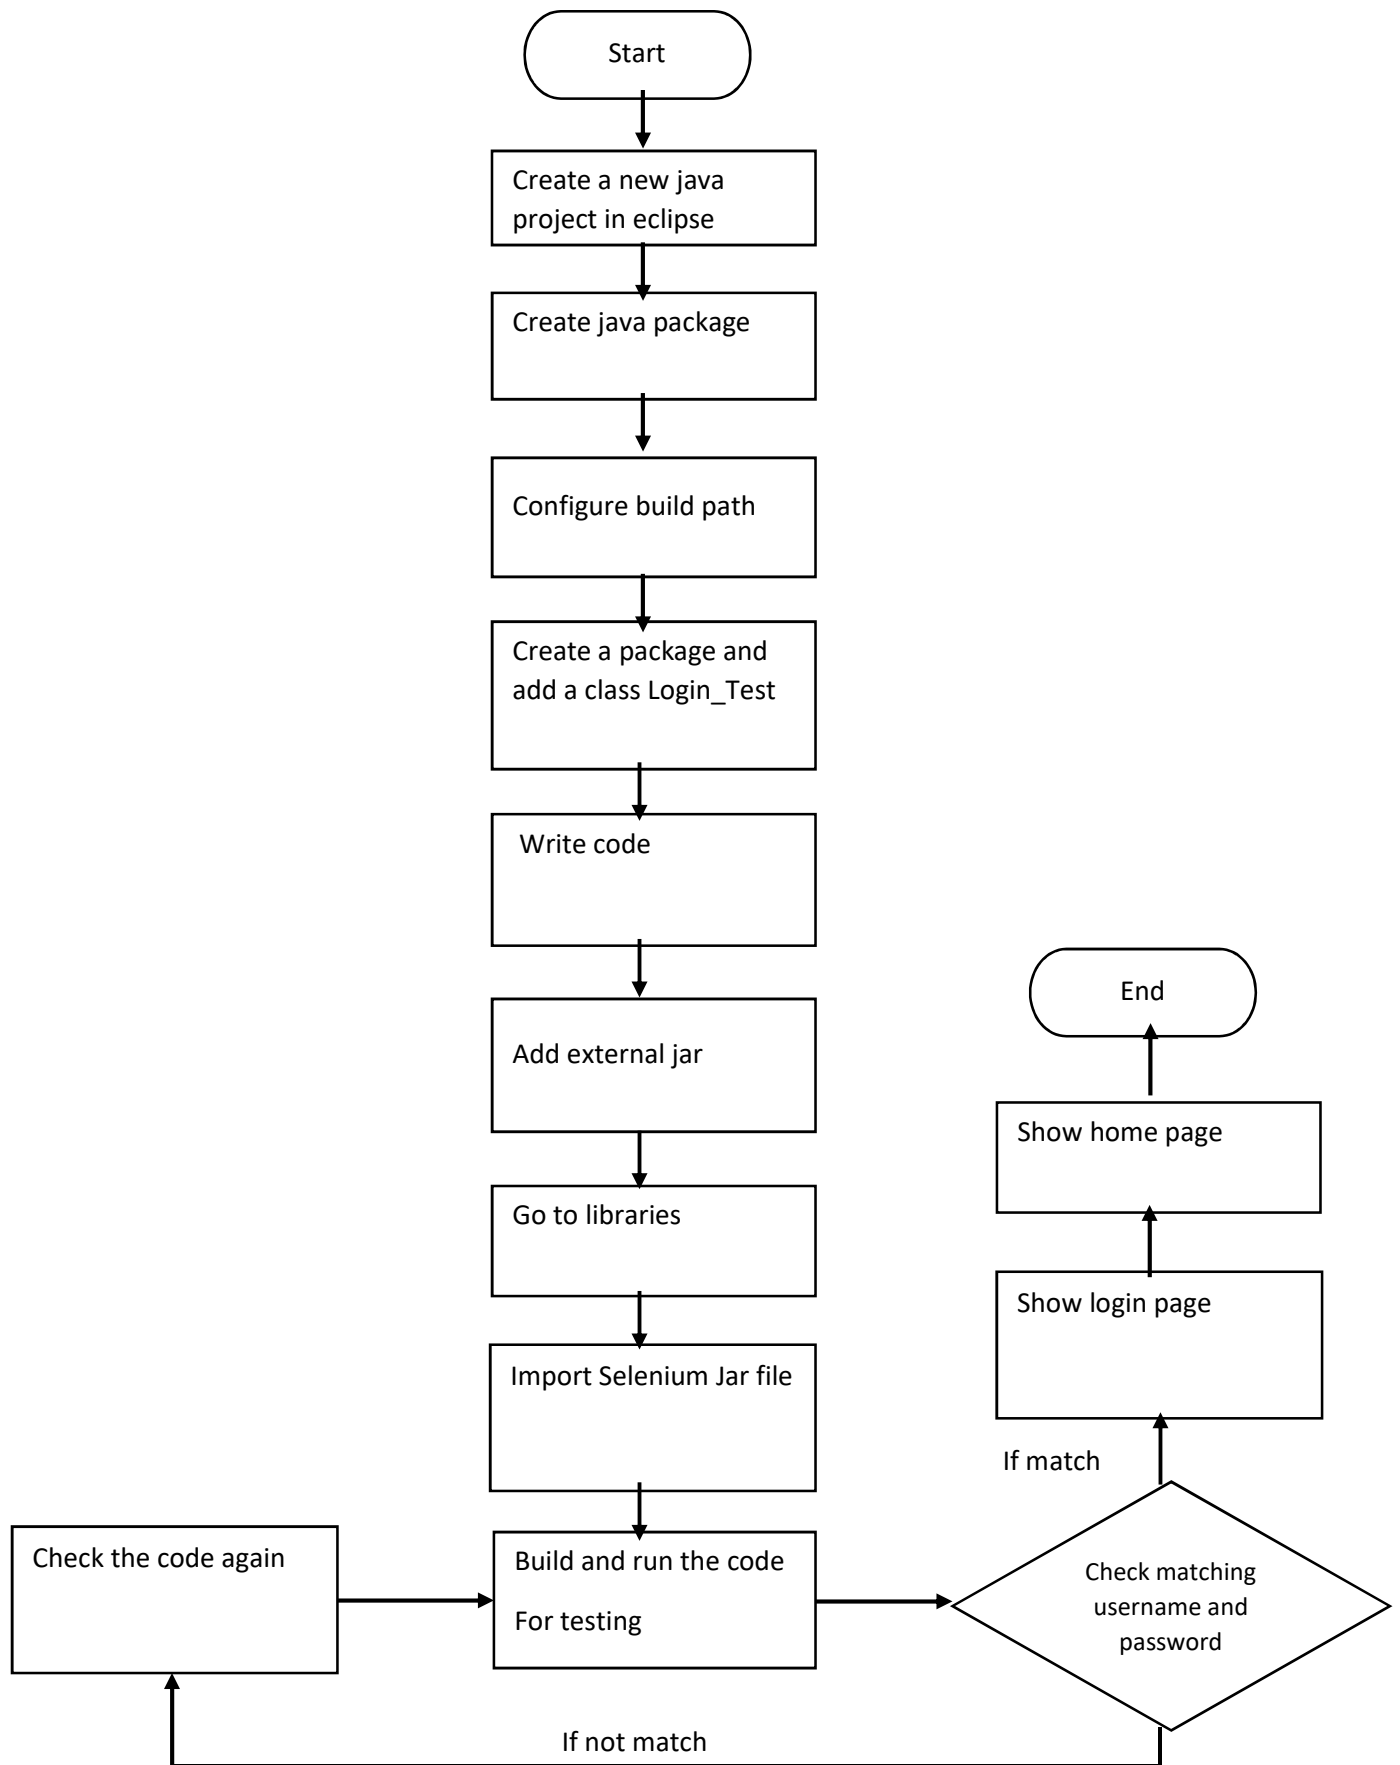 Start
Create a new java
project in eclipse
Create java package
Configure build path
Create a package and
add a class Login_Test
Write code
Add external jar
Go to libraries
Import Selenium Jar file
Build and run the code
For testing
Check the code again
Check matching
username and
password
If not match
If match
Show login page
Show home page
End